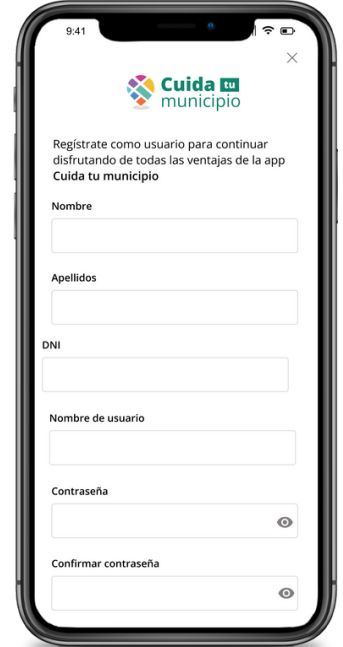 9:41
Cuida tu
municipio
Regístrate como usuario para continuar
disfrutando de todas las ventajas de la app
Cuida tu municipio
Nombre
Apellidos
DNI
Nombre de usuario
Contraseña
Confirmar contraseña